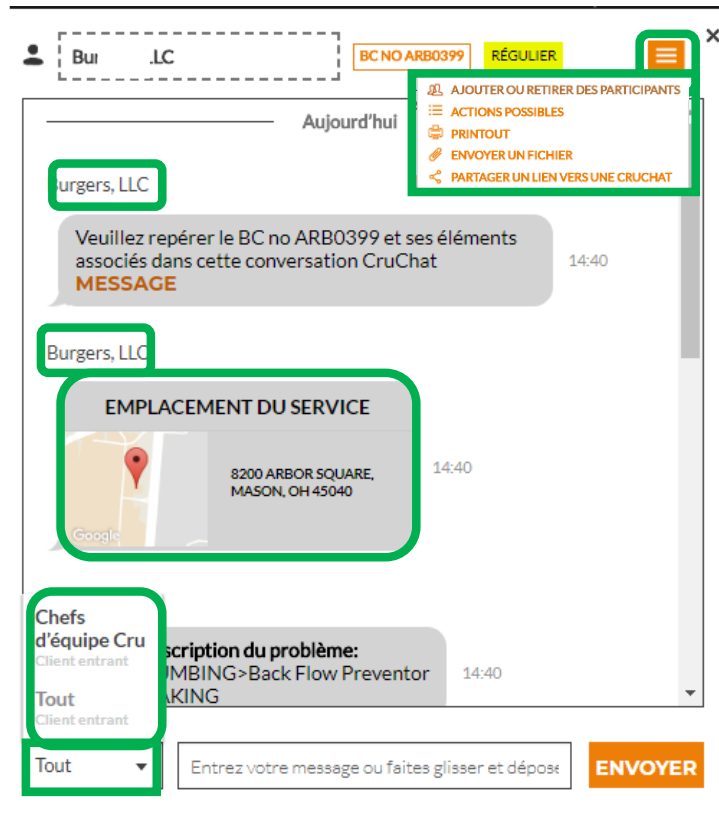 Bur .LC
BC NO ARB0399
RÉGULIER
AJOUTER OU RETIRER DES PARTICIPANTS
ACTIONS POSSIBLES
PRINTOUT
ENVOYER UN FICHIER
PARTAGER UN LIEN VERS UNE CRUCHAT
Aujourd'hui
Burgers, LLC
Veuillez repérer le BC no ARB0399 et ses éléments
associés dans cette conversation CruChat
MESSAGE
14:40
Burgers, LLC
EMPLACEMENT DU SERVICE
8200 ARBOR SQUARE,
MASON, OH 45040
Google
14:40
Chefs
d'équipe Cru
Client entrant
Tout
Client entrant
scription du problème:
MBING>Back Flow Preventor
KING
14:40
Tout
Entrez votre message ou faites glisser et dépose
ENVOYER